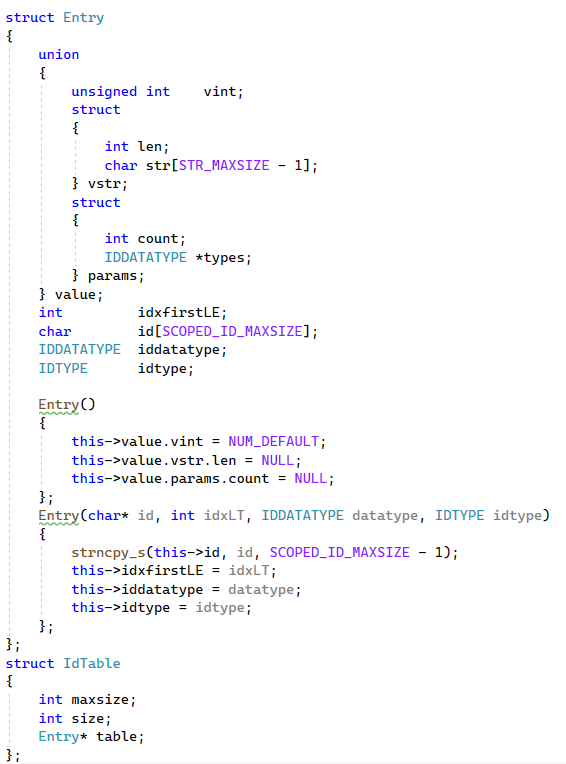 struct Entry
{
    union
    {
        unsigned int    vint;
        struct
        {
            int len;
            char str[STR_MAXSIZE - 1];
        } vstr;
        struct
        {
            int count;
            IDDATATYPE *types;
        } params;
    } value;
    int         idxfirstLE;
    char        id[SCOPED_ID_MAXSIZE];
    IDDATATYPE  iddatatype;
    IDTYPE      idtype;

    Entry()
    {
        this->value.vint = NUM_DEFAULT;
        this->value.vstr.len = NULL;
        this->value.params.count = NULL;
    };
    Entry(char* id, int idxLT, IDDATATYPE datatype, IDTYPE idtype)
    {
        strncpy_s(this->id, id, SCOPED_ID_MAXSIZE - 1);
        this->idxfirstLE = idxLT;
        this->iddatatype = datatype;
        this->idtype = idtype;
    };
};
struct IdTable
{
    int maxsize;
    int size;
    Entry* table;
};